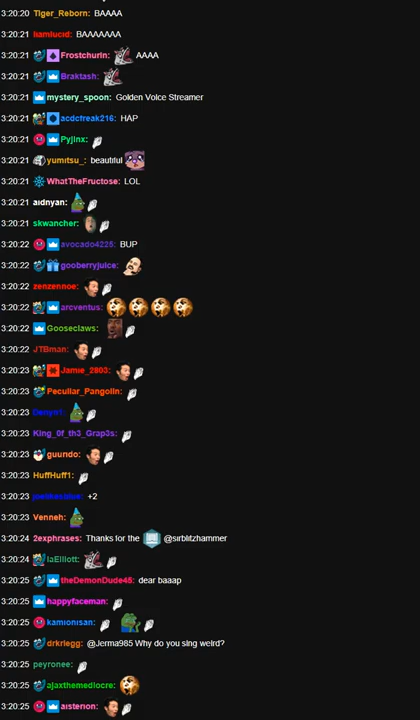 3:20:20 Tiger_Reborn: BAAAA
3:20:21 liamlucid: BAAAAAAA
3:20:21 Frostchurin: AAAA
3:20:21 Braktash:
3:20:21 mystery_spoon: Golden Voice Streamer
3:20:21 acdcfreak216: HAP
3:20:21 Pyjinx:
3:20:21 yumitsu_: beautiful
3:20:21 WhatTheFructose: LOL
3:20:21 aidnyan:
3:20:21 skwancher:
3:20:22 avocado4225: BUP
3:20:22 gooberryjuice:
3:20:22 zenzennoe:
3:20:22 arcventus:
3:20:22 Gooseclaws:
3:20:22 JTBman:
3:20:23 Jamie_2803:
3:20:23 Peculiar_Pangolin:
3:20:23 Denyn1:
3:20:23 King_0f_th3_Grap3s:
3:20:23 guurdo:
3:20:23 HuffHuff1:
3:20:23 +2
3:20:23 Venneh:
3:20:24 2exphrases: Thanks for the @sirblitzhammer
3:20:24 laElliott:
3:20:25 theDemonDude45: dear baaap
3:20:25 happyfaceman:
3:20:25 kamionisan:
3:20:25 drkriegg: @Jerma985 Why do you sing weird?
3:20:25 peyronee:
3:20:25 ajaxthemediocre:
3:20:25 aisterion: